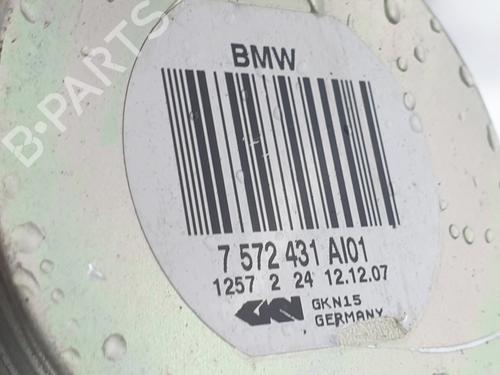 B-PARTS
BMW
7 572 431 AI01
1257 2 24 12.12.07
GKN GKN15
GERMANY